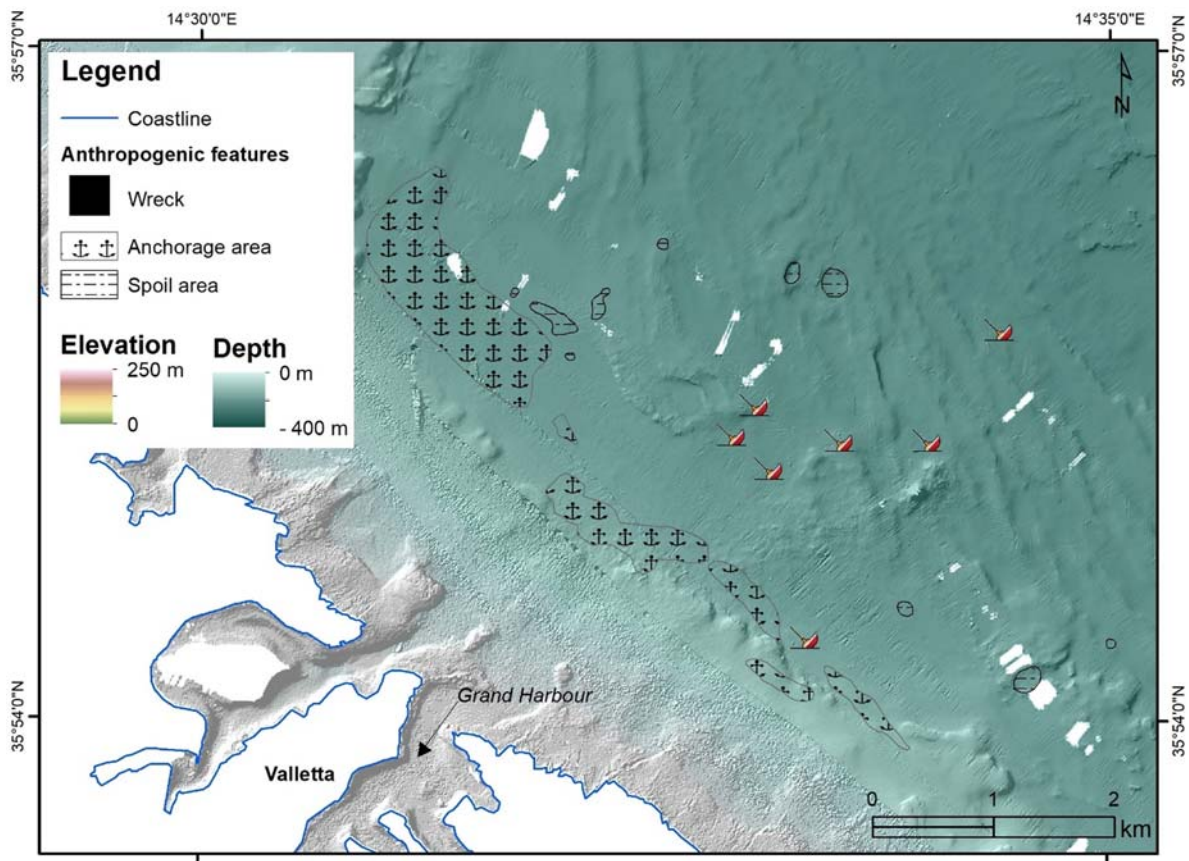 14°30'0"E
14°35'0"E
35°57'0"N
35°57'0"N
Legend
Coastline
Anthropogenic features
Wreck
Anchorage area
Spoil area
Elevation
250 m
0
Depth
0 m
- 400 m
N
Grand Harbour
Valletta
35°54'0"N
35°54'0"N
0 1 2
km